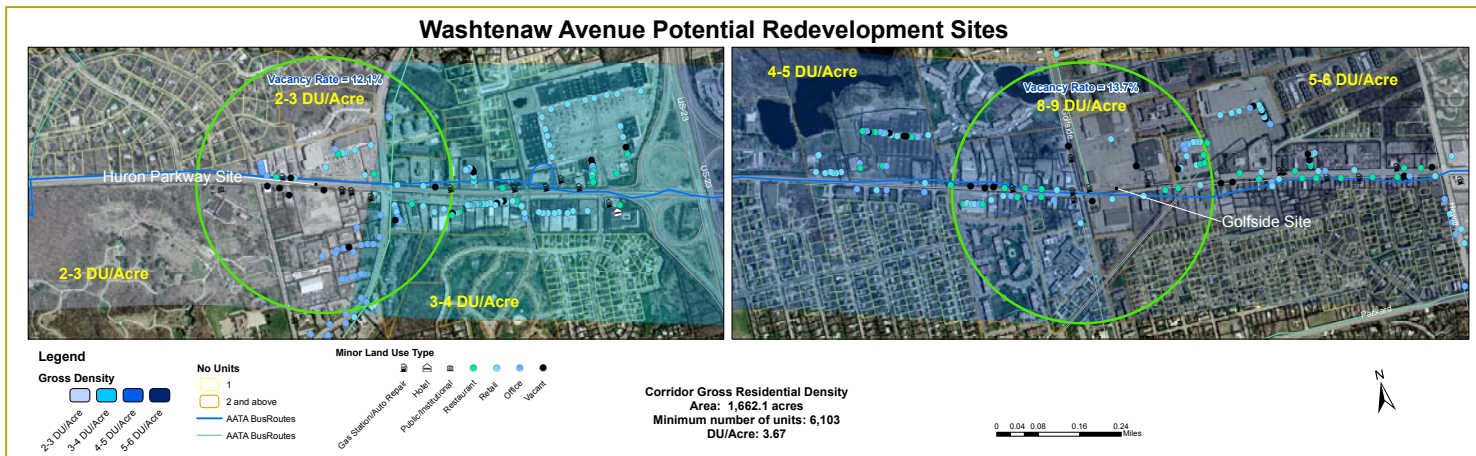 Washtenaw Avenue Potential Redevelopment Sites
Vacancy Rate = 12.1%
2-3 DU/Acre
Huron Parkway Site
2-3 DU/Acre
3-4 DU/Acre
US-23
US-23
4-5 DU/Acre
Golfside
Vacancy Rate = 13.7%
8-9 DU/Acre
5-6 DU/Acre
Golfside Site
Packard
Legend
Gross Density
2-3 DU/Acre
3-4 DU/Acre
4-5 DU/Acre
5-6 DU/Acre
No Units
1
2 and above
AATA BusRoutes
AATA BusRoutes
Minor Land Use Type
Gas Station/Auto Repair
Hotel
Public/Institutional
Restaurant
Retail
Office
Vacant
Corridor Gross Residential Density
Area: 1,662.1 acres
Minimum number of units: 6,103
DU/Acre: 3.67
N
0 0.04 0.08 0.16 0.24
Miles